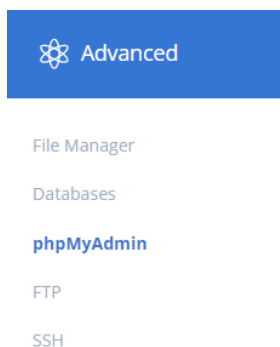 Advanced
File Manager
Databases
phpMyAdmin
FTP
SSH